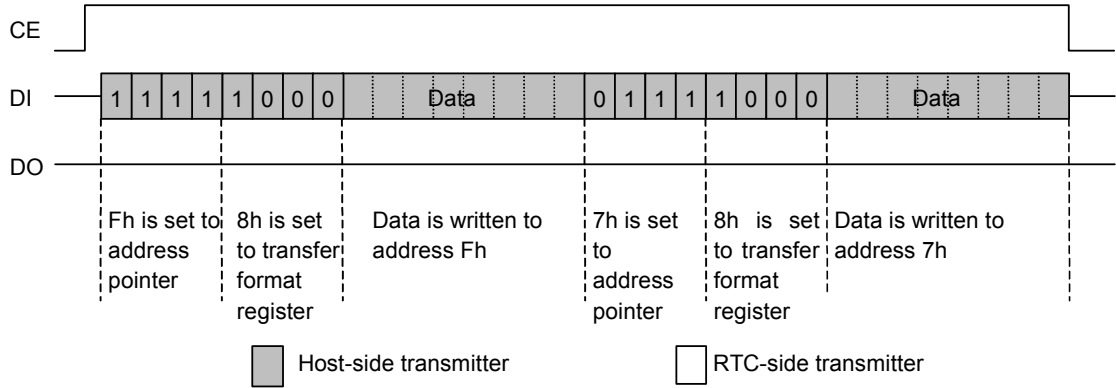 CE
DI
1 1 1 1 1 0 0 0 Data 0 1 1 1 1 0 0 0 Data
DO
Fh is set to
address
pointer
8h is set
to transfer
format
register
Data is written to
address Fh
7h is set
to
address
pointer
8h is set
to transfer
format
register
Data is written to
address 7h
Host-side transmitter
RTC-side transmitter